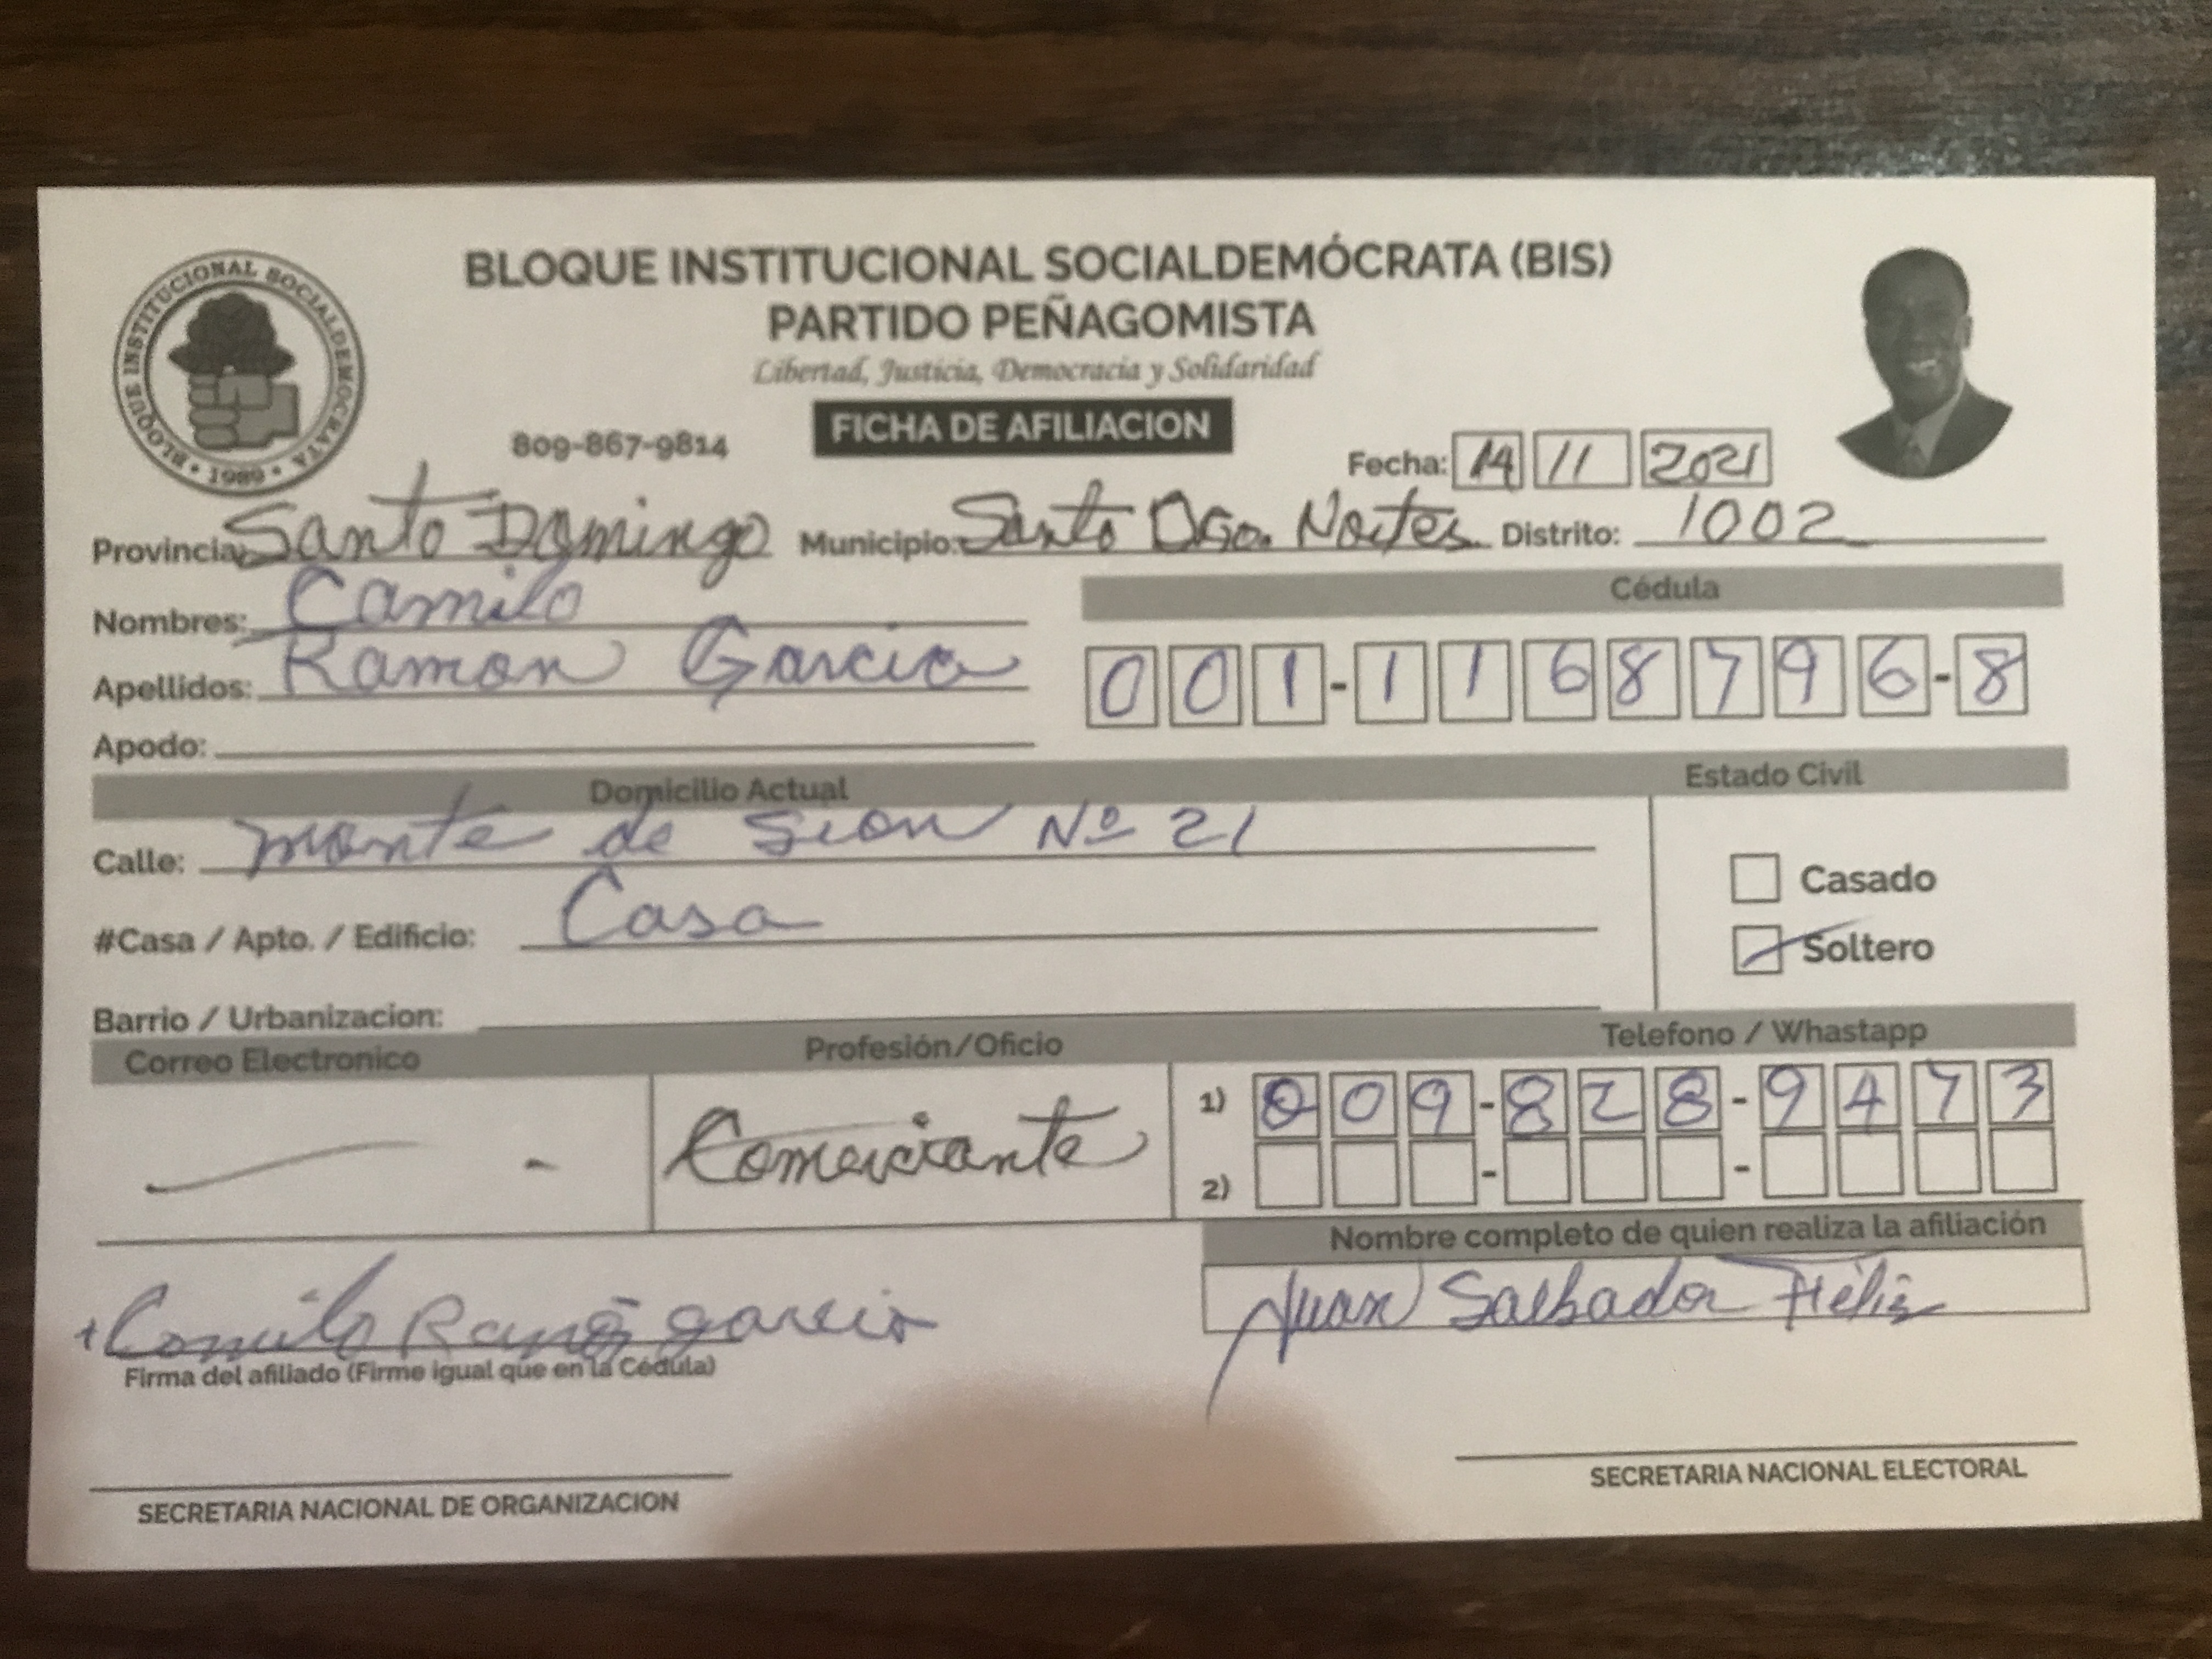 BLOQUE INSTITUCIONAL SOCIALDEMÓCRATA (BIS)
PARTIDO PEÑAGOMISTA
Libertad, Justicia, Democracia y Solidaridad
BLOQUE INSTITUCIONAL SOCIALDEMOCRATA • 1989 •
809-867-9814
FICHA DE AFILIACION
Fecha: 14 11 2021
Provincia: Santo Domingo Municipio: Santo Dgo. Nortes Distrito: 1002
Nombres: Camilo
Cédula
Apellidos: Ramon Garcia
001-1168796-8
Apodo:
Domicilio Actual Estado Civil
Calle: monte de Sion Nº 21
Casado
#Casa / Apto. / Edificio: Casa
Soltero
Barrio / Urbanizacion:
Correo Electronico Profesión/Oficio Telefono / Whastapp
Comerciante
1) 809-828-9473
2)
Nombre completo de quien realiza la afiliación
Camilo Ramon garcia
Juan Salbador Féliz
Firma del afiliado (Firme igual que en la Cédula)
SECRETARIA NACIONAL DE ORGANIZACION
SECRETARIA NACIONAL ELECTORAL